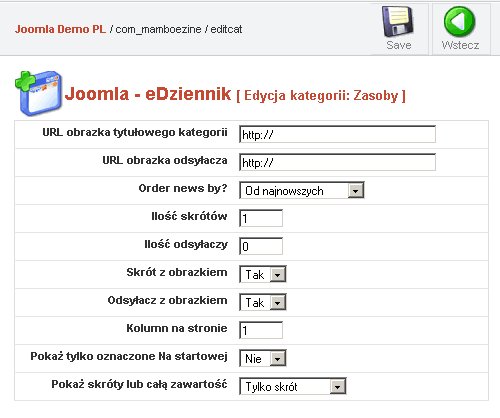 Joomla Demo PL / com_mamboezine / editcat
Save
Wstecz
Joomla - eDziennik [ Edycja kategorii: Zasoby ]
URL obrazka tytułowego kategorii http://
URL obrazka odsyłacza http://
Order news by? Od najnowszych
Ilość skrótów 1
Ilość odsyłaczy 0
Skrót z obrazkiem Tak
Odsyłacz z obrazkiem Tak
Kolumn na stronie 1
Pokaż tylko oznaczone Na startowej Nie
Pokaż skróty lub całą zawartość Tylko skrót